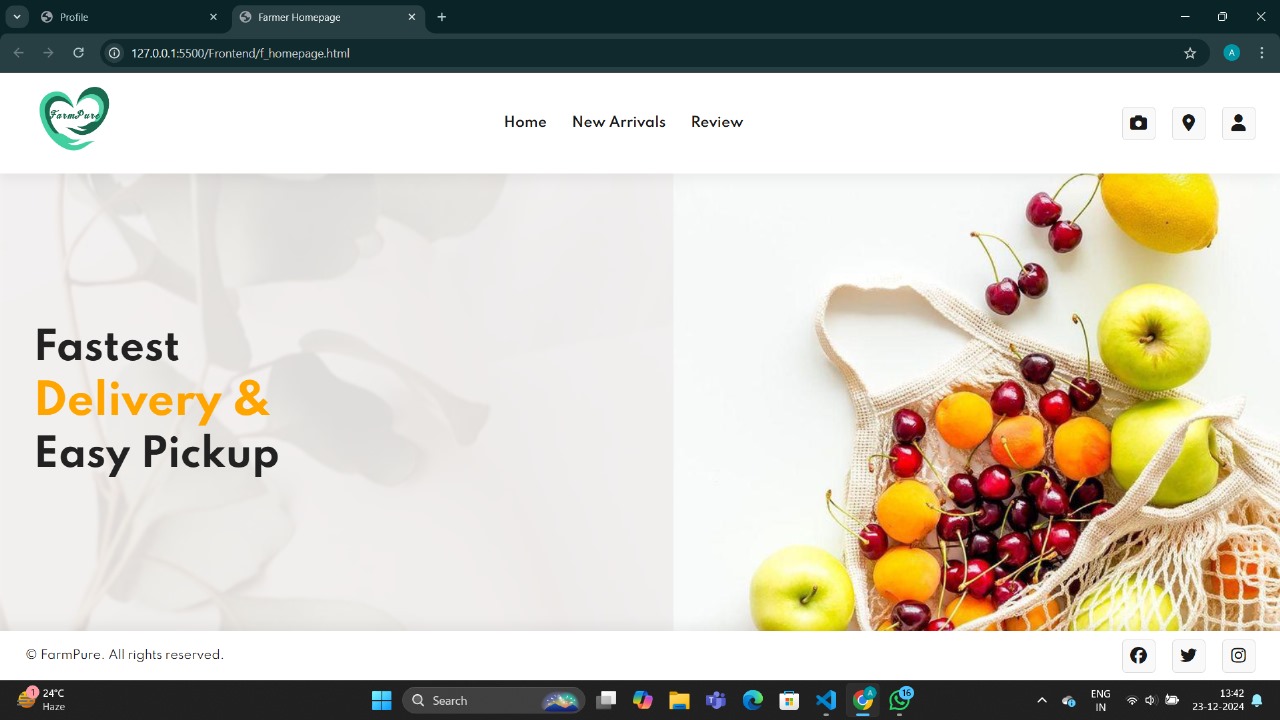 Profile
Farmer Homepage
127.0.0.1:5500/Frontend/f_homepage.html
A
FarmPure
Home
New Arrivals
Review
Fastest
Delivery &
Easy Pickup
© FarmPure. All rights reserved.
1
24°C
Haze
Search
A
16
ENG
IN
13:42
23-12-2024